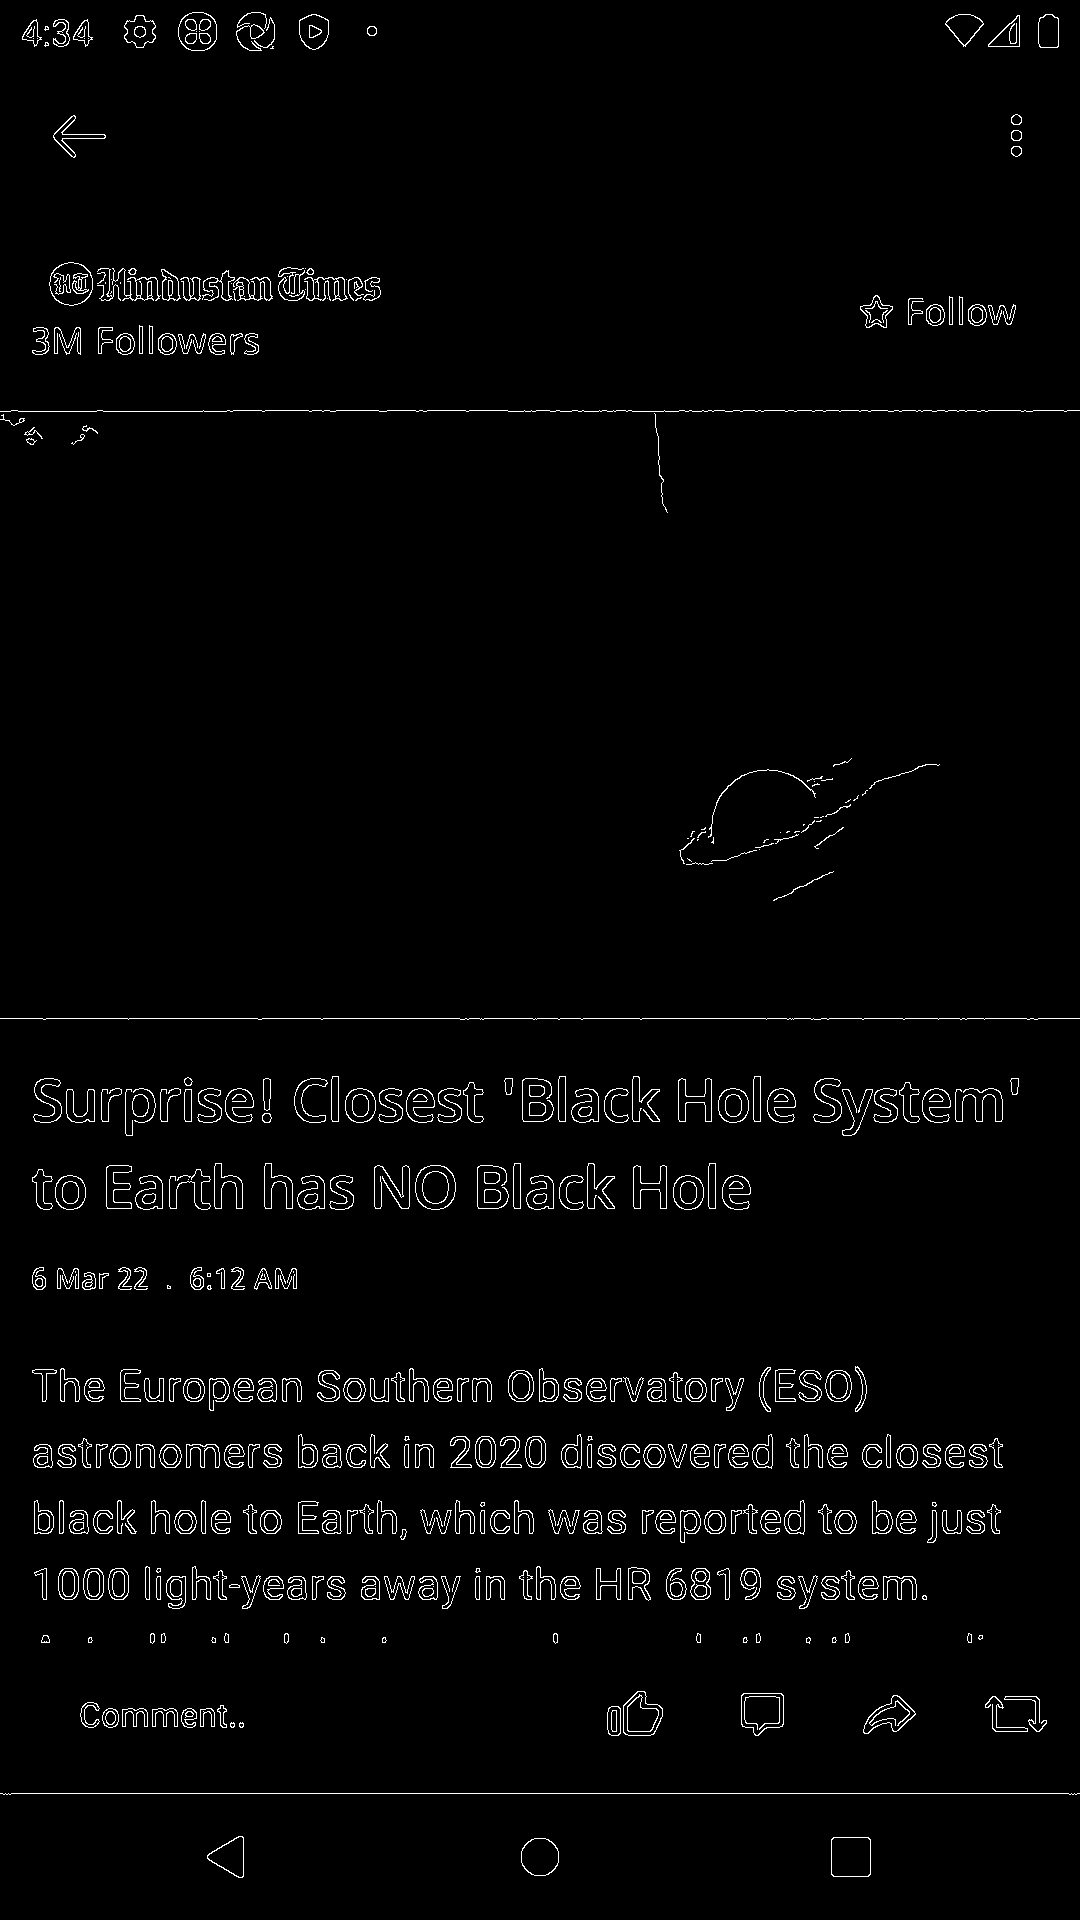 4:34
HT Hindustan Times
3M Followers
Follow
Surprise! Closest 'Black Hole System'
to Earth has NO Black Hole
6 Mar 22 . 6:12 AM
The European Southern Observatory (ESO)
astronomers back in 2020 discovered the closest
black hole to Earth, which was reported to be just
1000 light-years away in the HR 6819 system.
Comment..